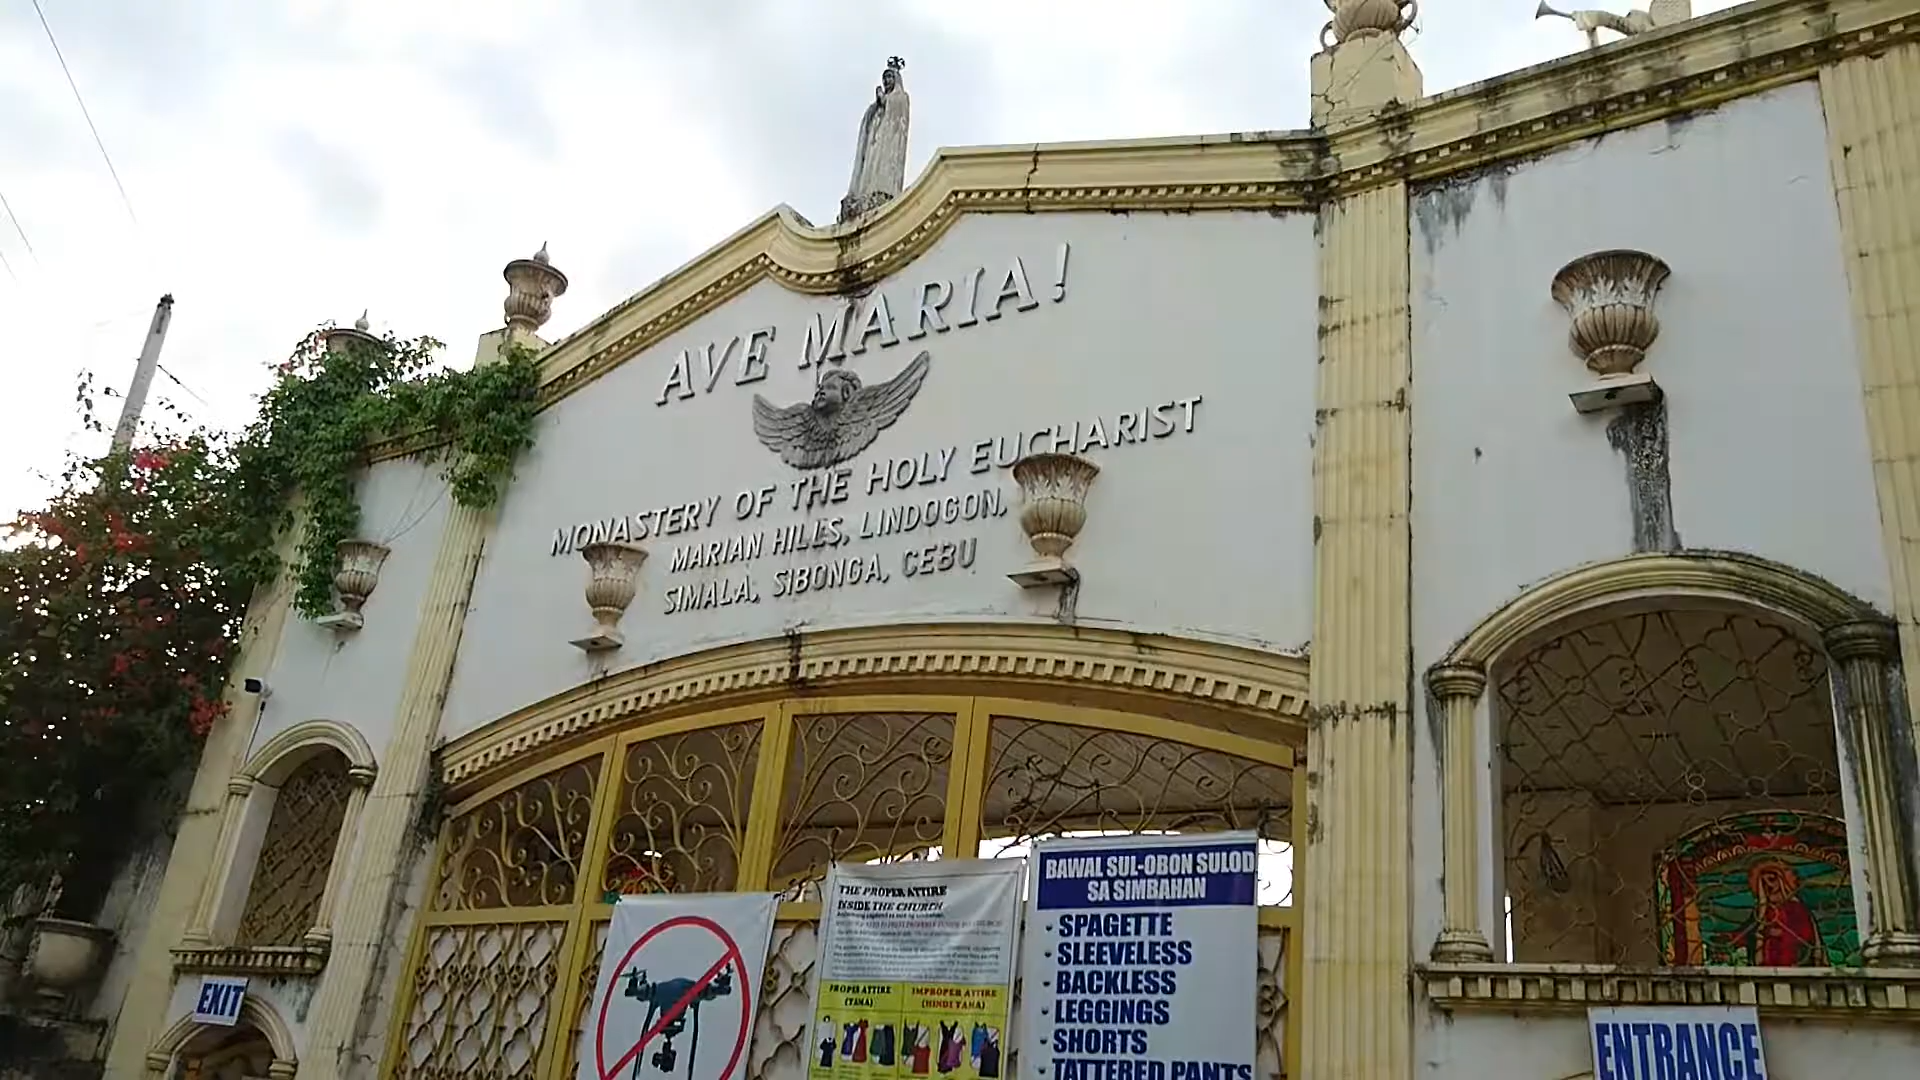 AVE MARIA!
MONASTERY OF THE HOLY EUCHARIST
MARIAN HILLS, LINDOGON,
SIMALA, SIBONGA, CEBU
EXIT
THE PROPER ATTIRE
INSIDE THE CHURCH
PROPER ATTIRE
(TAMA)
IMPROPER ATTIRE
(HINDI TAMA)
BAWAL SUL-OBON SULOD
SA SIMBAHAN
• SPAGETTE
• SLEEVELESS
• BACKLESS
• LEGGINGS
• SHORTS
• TATTERED PANTS
ENTRANCE